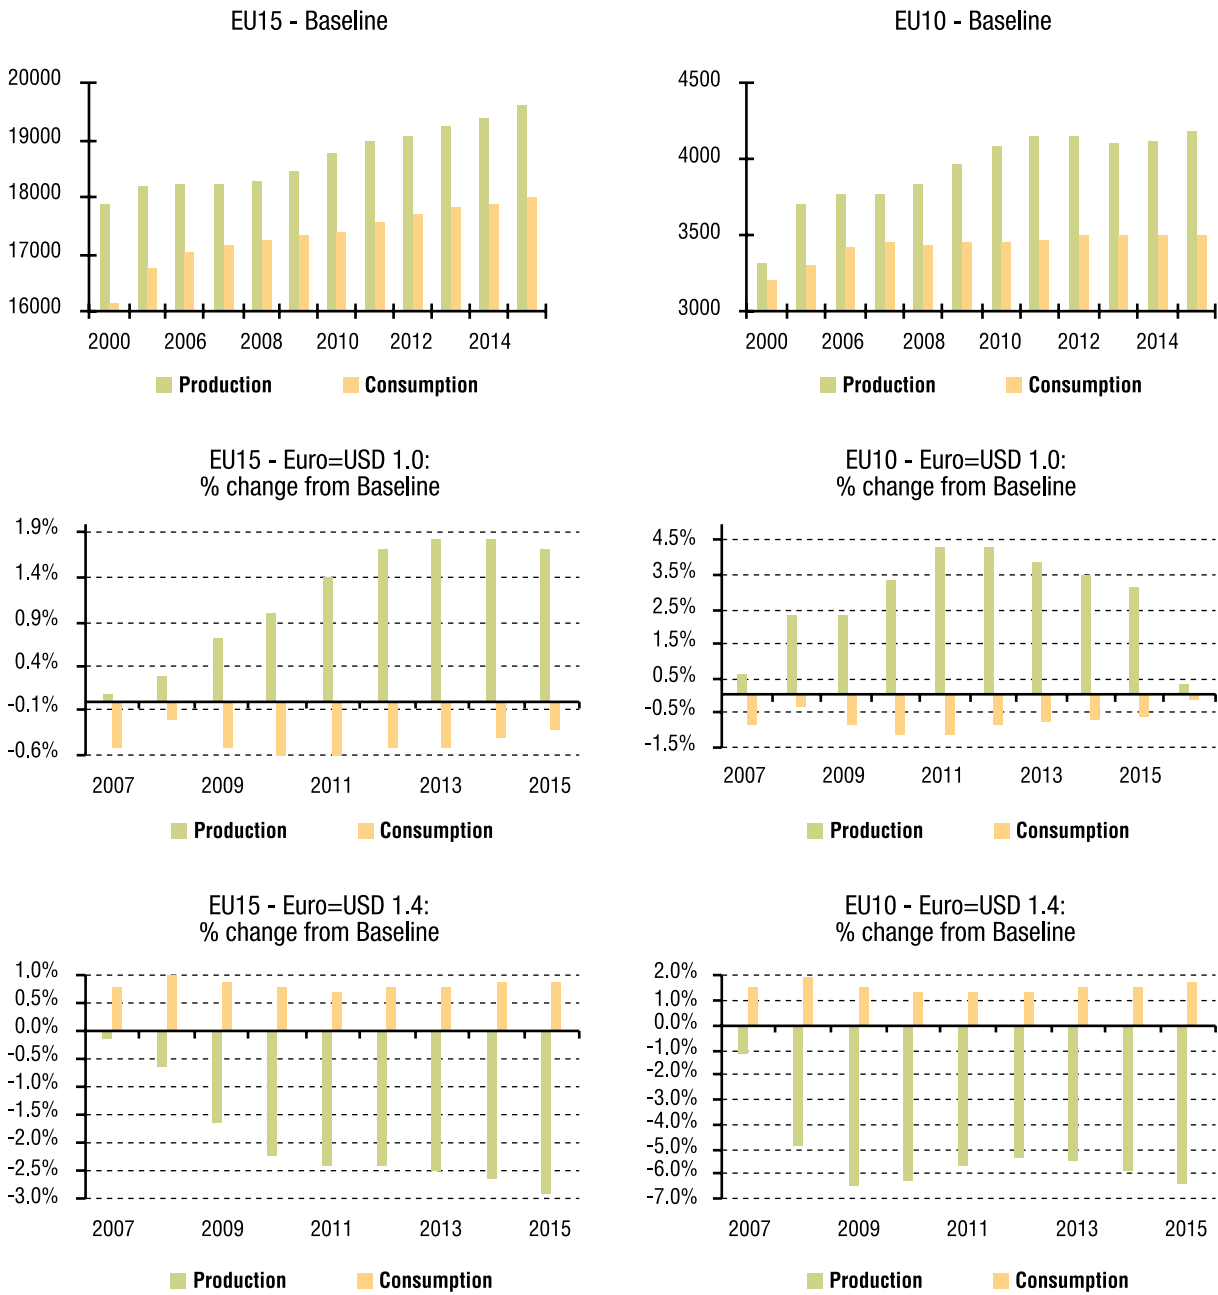 EU15 - Baseline
20000
19000
18000
17000
16000
2000 2006 2008 2010 2012 2014
Production Consumption
EU10 - Baseline
4500
4000
3500
3000
2000 2006 2008 2010 2012 2014
Production Consumption
EU15 - Euro=USD 1.0:
% change from Baseline
1.9%
1.4%
0.9%
0.4%
-0.1%
-0.6%
2007 2009 2011 2013 2015
Production Consumption
EU10 - Euro=USD 1.0:
% change from Baseline
4.5%
3.5%
2.5%
1.5%
0.5%
-0.5%
-1.5%
2007 2009 2011 2013 2015
Production Consumption
EU15 - Euro=USD 1.4:
% change from Baseline
1.0%
0.5%
0.0%
-0.5%
-1.0%
-1.5%
-2.0%
-2.5%
-3.0%
2007 2009 2011 2013 2015
Production Consumption
EU10 - Euro=USD 1.4:
% change from Baseline
2.0%
1.0%
0.0%
-1.0%
-2.0%
-3.0%
-4.0%
-5.0%
-6.0%
-7.0%
2007 2009 2011 2013 2015
Production Consumption